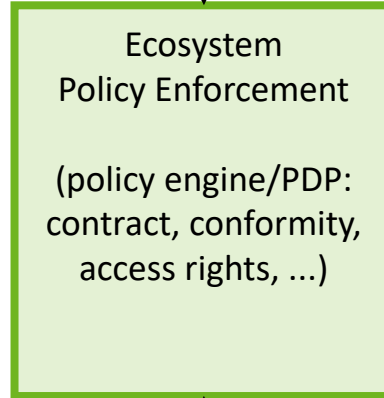 Ecosystem
Policy Enforcement
(policy engine/PDP:
contract, conformity,
access rights, ...)